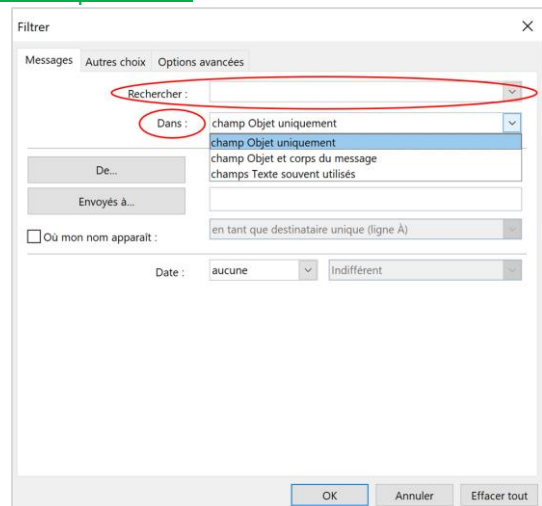 Filtrer
Messages Autres choix Options avancées
Rechercher :
Dans : champ Objet uniquement
champ Objet uniquement
champ Objet et corps du message
champs Texte souvent utilisés
De...
Envoyés à...
Où mon nom apparaît : en tant que destinataire unique (ligne À)
Date : aucune Indifférent
OK Annuler Effacer tout